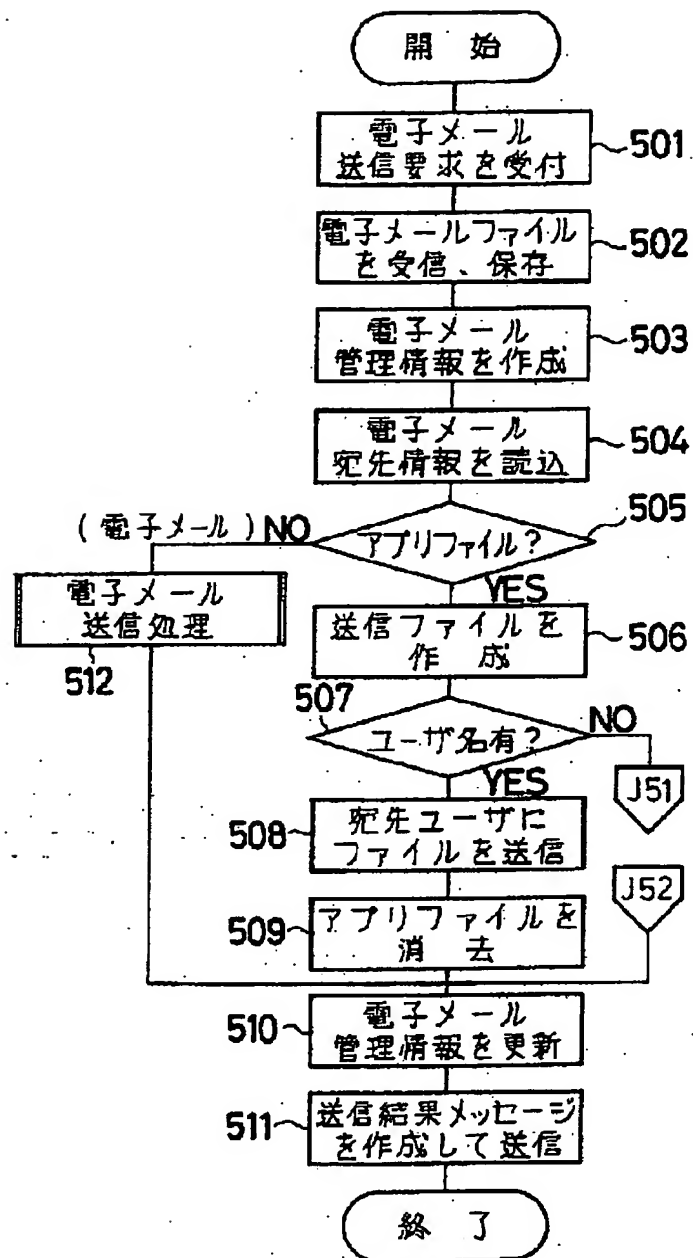 開始
電子メール
送信要求を受付
501
電子メールファイル
を受信、保存
502
電子メール
管理情報を作成
503
電子メール
宛先情報を読込
504
アプリファイル?
505
(電子メール) NO
YES
電子メール
送信処理
512
送信ファイルを
作成
506
507
ユーザ名有?
NO
YES
J51
508
宛先ユーザに
ファイルを送信
J52
509
アプリファイルを
消去
510
電子メール
管理情報を更新
511
送信結果メッセージ
を作成して送信
終了